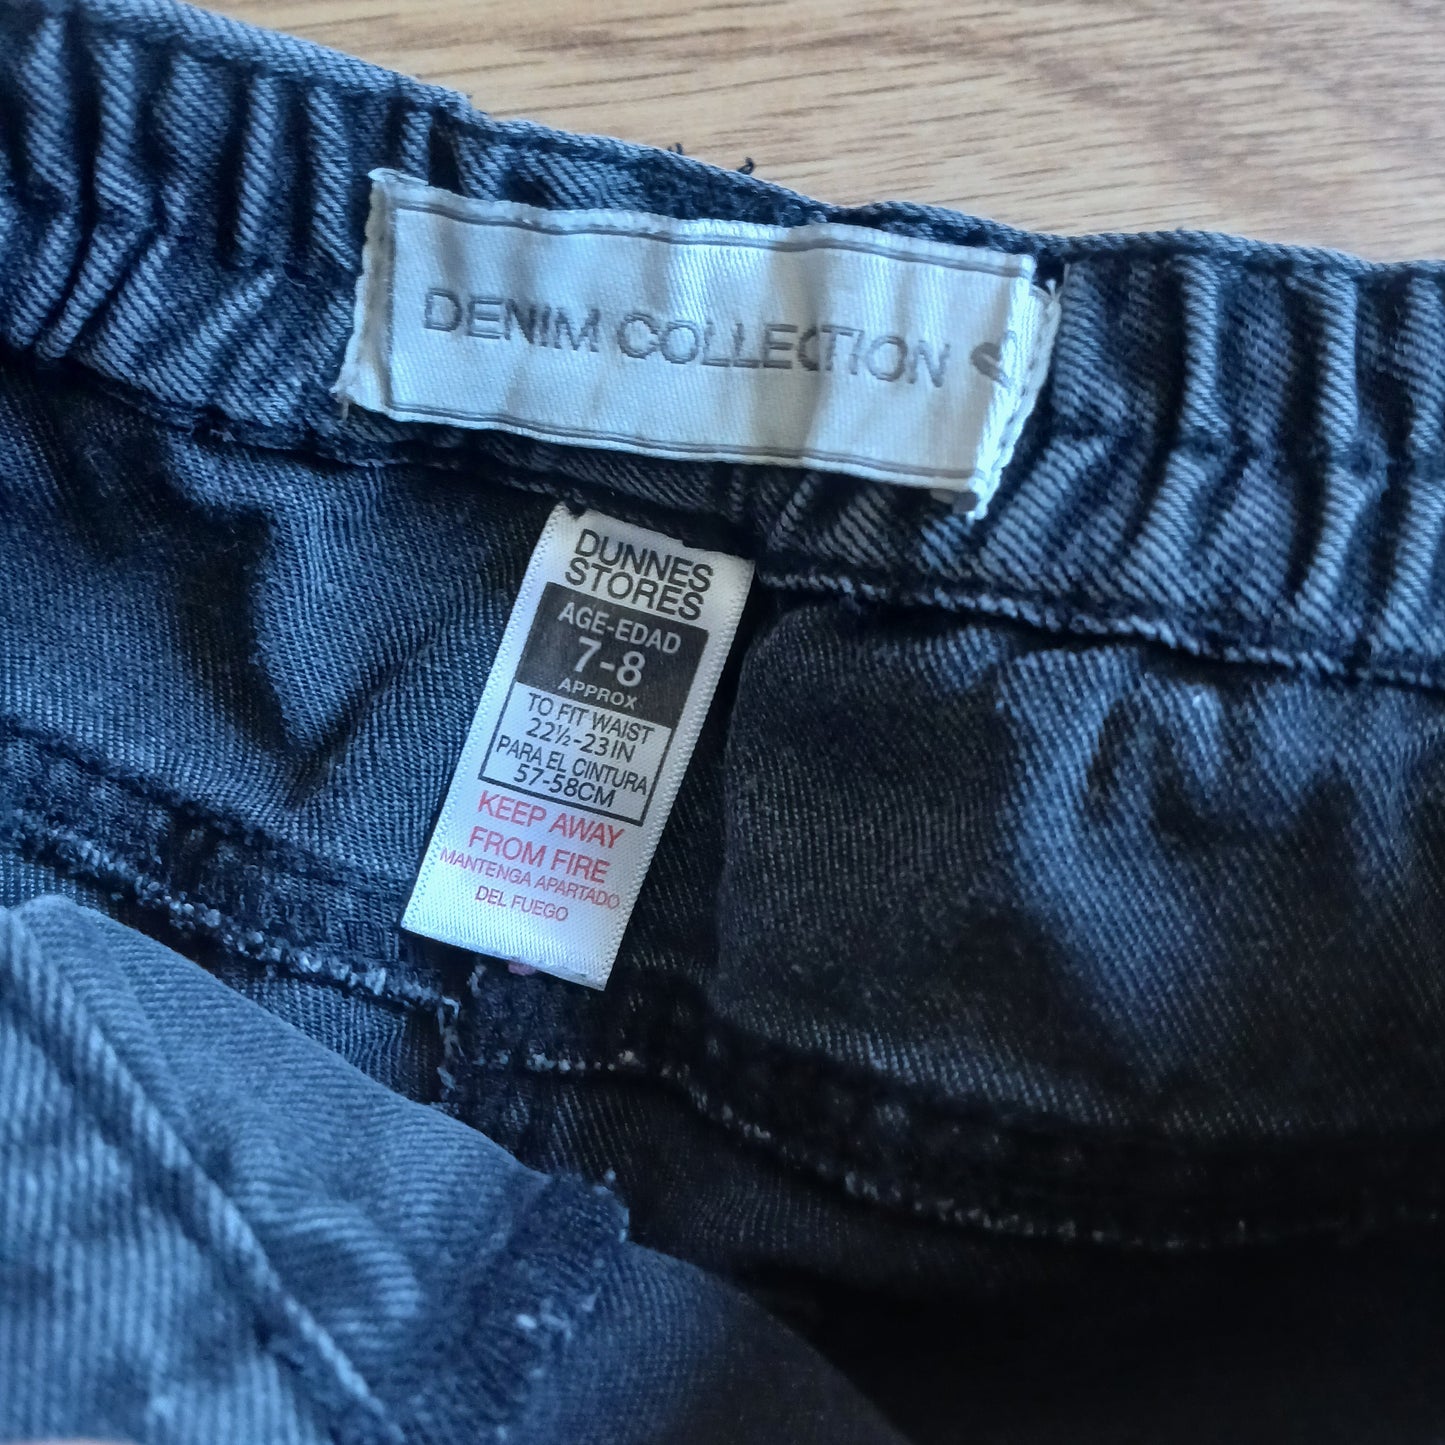 DENIM COLLECTION
DUNNES
STORES
AGE-EDAD
7-8
APPROX
TO FIT WAIST
22½-23IN
PARA EL CINTURA
57-58CM
KEEP AWAY
FROM FIRE
MANTENGA APARTADO
DEL FUEGO